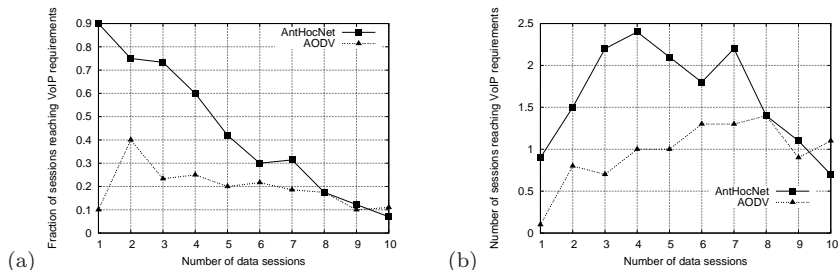 (a)
Fraction of sessions reaching VoIP requirements
0.9
0.8
0.7
0.6
0.5
0.4
0.3
0.2
0.1
0
1 2 3 4 5 6 7 8 9 10
Number of data sessions
AntHocNet
AODV
(b)
Number of sessions reaching VoIP requirements
2.5
2
1.5
1
0.5
0
1 2 3 4 5 6 7 8 9 10
Number of data sessions
AntHocNet
AODV